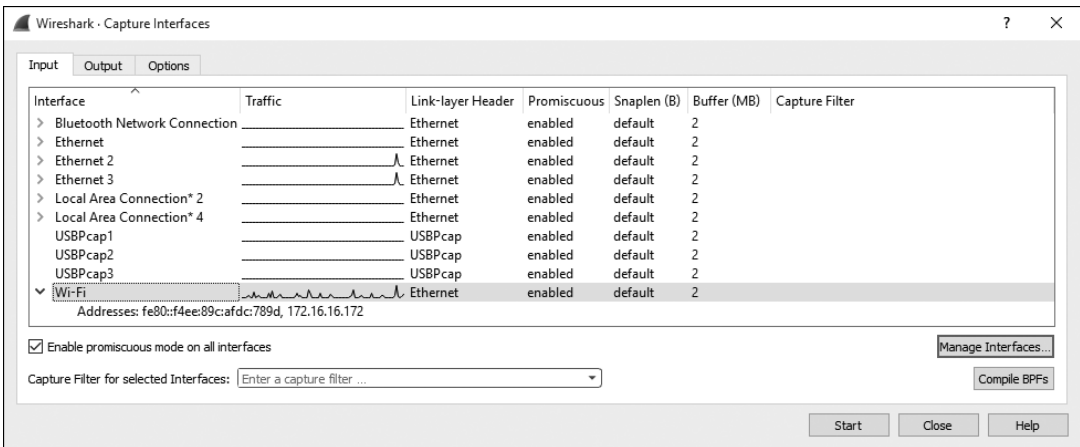 Wireshark · Capture Interfaces ? ×
Input Output Options
Interface Traffic Link-layer Header Promiscuous Snaplen (B) Buffer (MB) Capture Filter
Bluetooth Network Connection Ethernet enabled default 2
Ethernet Ethernet enabled default 2
Ethernet 2 Ethernet enabled default 2
Ethernet 3 Ethernet enabled default 2
Local Area Connection* 2 Ethernet enabled default 2
Local Area Connection* 4 Ethernet enabled default 2
USBPcap1 USBPcap enabled default 2
USBPcap2 USBPcap enabled default 2
USBPcap3 USBPcap enabled default 2
Wi-Fi Ethernet enabled default 2
Addresses: fe80::f4ee:89c:afdc:789d, 172.16.16.172
Enable promiscuous mode on all interfaces Manage Interfaces...
Capture Filter for selected Interfaces: Enter a capture filter ... Compile BPFs
Start Close Help